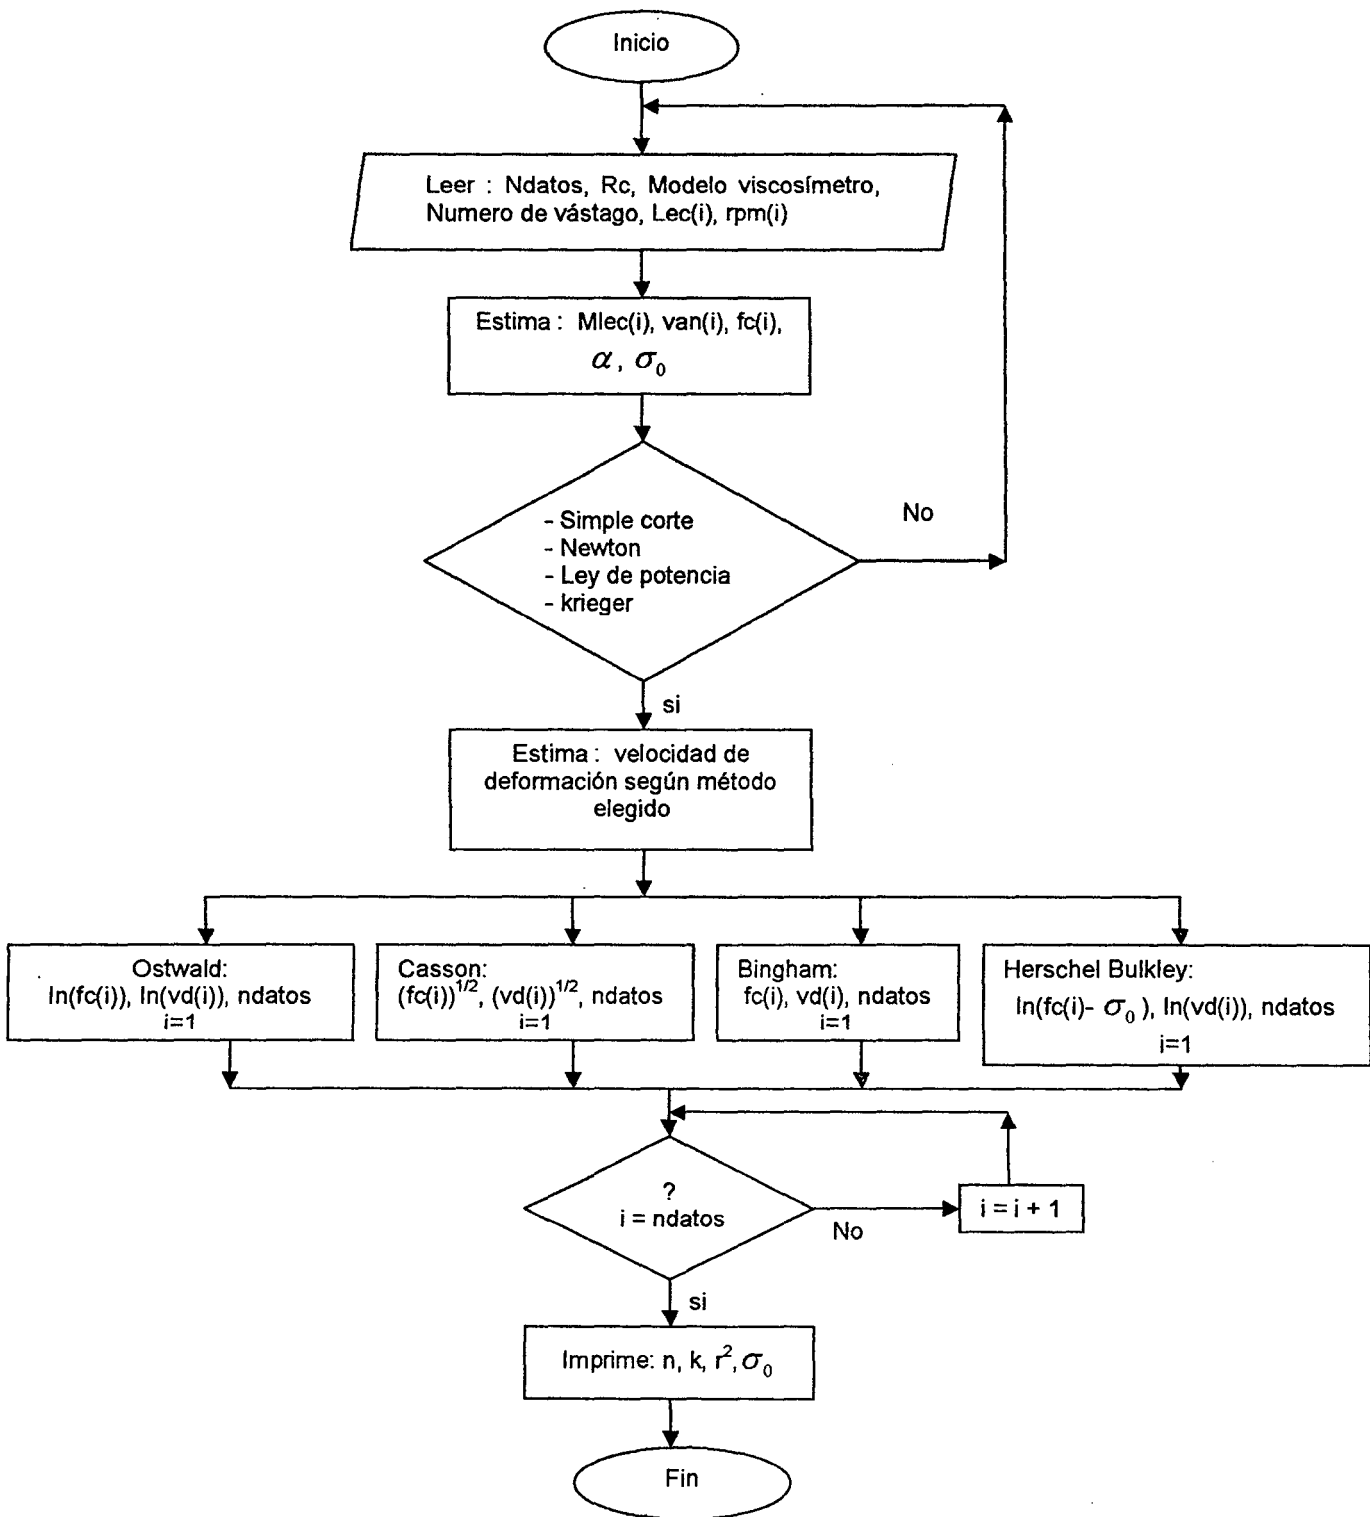 Inicio
Leer : Ndatos, Rc, Modelo viscosímetro,
Numero de vástago, Lec(i), rpm(i)
Estima : Mlec(i), van(i), fc(i),
α, σ₀
- Simple corte
- Newton
- Ley de potencia
- krieger
No
si
Estima : velocidad de
deformación según método
elegido
Ostwald:
ln(fc(i)), ln(vd(i)), ndatos
i=1
Casson:
(fc(i))^1/2, (vd(i))^1/2, ndatos
i=1
Bingham:
fc(i), vd(i), ndatos
i=1
Herschel Bulkley:
ln(fc(i)- σ₀), ln(vd(i)), ndatos
i=1
?
i = ndatos
No
i = i + 1
si
Imprime: n, k, r², σ₀
Fin